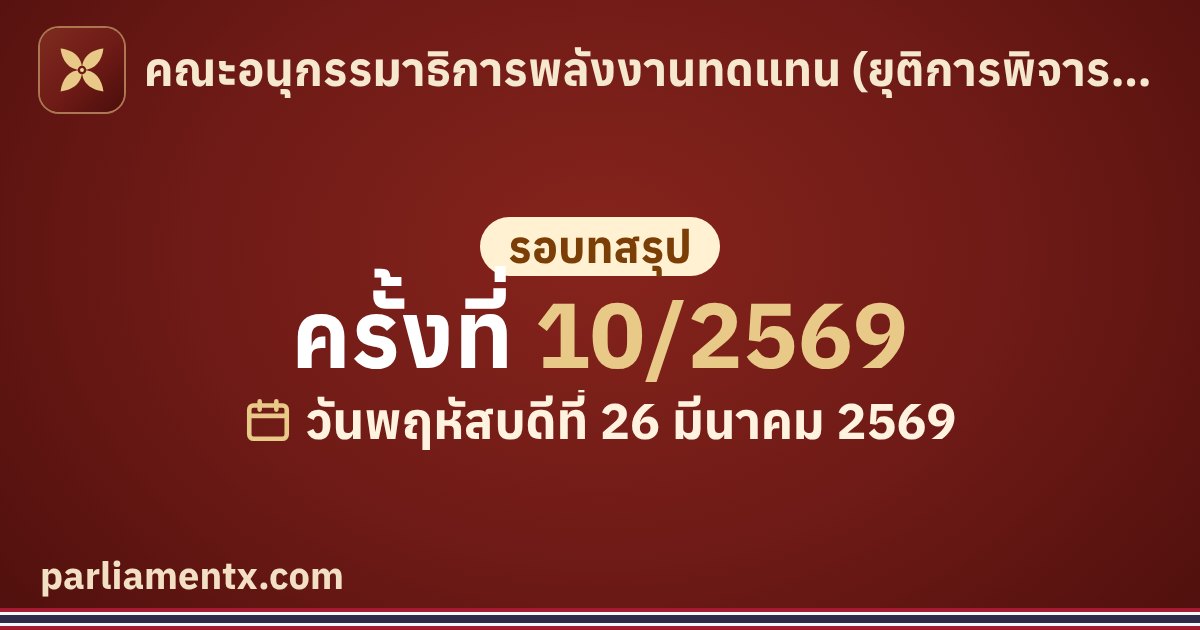 คณะอนุกรรมาธิการพลังงานทดแทน (ยุติการพิจาร...
รอบทสรุป
ครั้งที่ 10/2569
วันพฤหัสบดีที่ 26 มีนาคม 2569
parliamentx.com